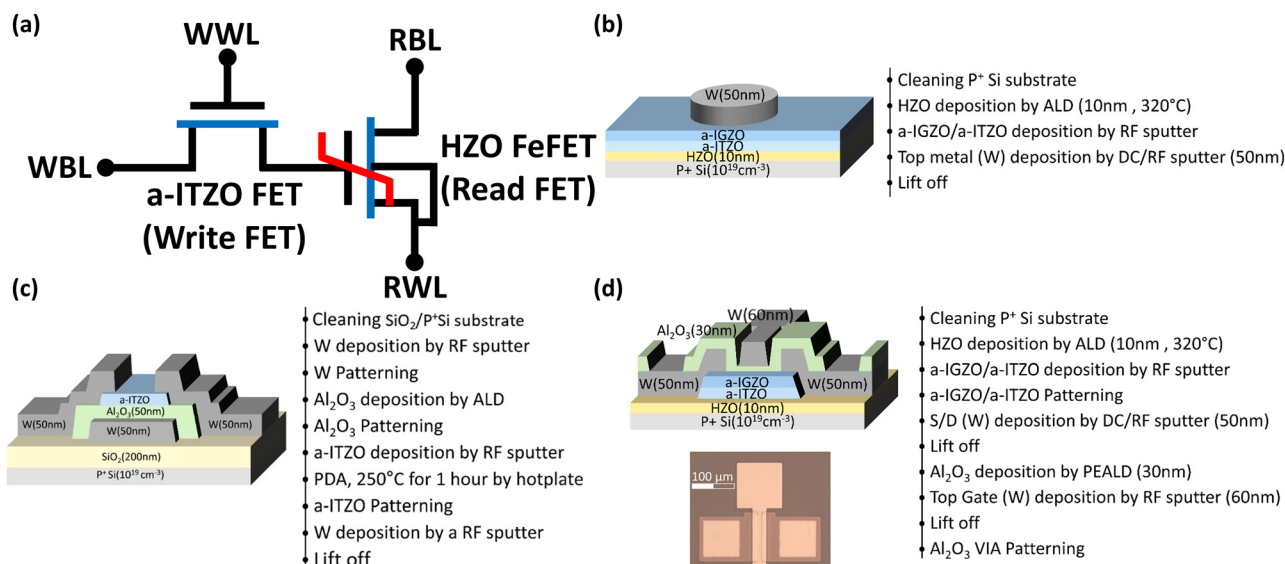 (a)
WWL
RBL
WBL
a-ITZO FET
(Write FET)
HZO FeFET
(Read FET)
RWL
(b)
W(50nm)
a-IGZO
a-ITZO
HZO(10nm)
P+ Si(10¹⁹cm⁻³)
Cleaning P⁺ Si substrate
HZO deposition by ALD (10nm , 320°C)
a-IGZO/a-ITZO deposition by RF sputter
Top metal (W) deposition by DC/RF sputter (50nm)
Lift off
(c)
a-ITZO
Al₂O₃(50nm)
W(50nm)
W(50nm)
W(50nm)
SiO₂(200nm)
P⁺ Si(10¹⁹ cm⁻³)
Cleaning SiO₂/P⁺Si substrate
W deposition by RF sputter
W Patterning
Al₂O₃ deposition by ALD
Al₂O₃ Patterning
a-ITZO deposition by RF sputter
PDA, 250°C for 1 hour by hotplate
a-ITZO Patterning
W deposition by a RF sputter
Lift off
(d)
W(60nm)
Al₂O₃(30nm)
W(50nm)
a-IGZO
a-ITZO
W(50nm)
HZO(10nm)
P+ Si(10¹⁹cm⁻³)
100 μm
Cleaning P⁺ Si substrate
HZO deposition by ALD (10nm , 320°C)
a-IGZO/a-ITZO deposition by RF sputter
a-IGZO/a-ITZO Patterning
S/D (W) deposition by DC/RF sputter (50nm)
Lift off
Al₂O₃ deposition by PEALD (30nm)
Top Gate (W) deposition by RF sputter (60nm)
Lift off
Al₂O₃ VIA Patterning